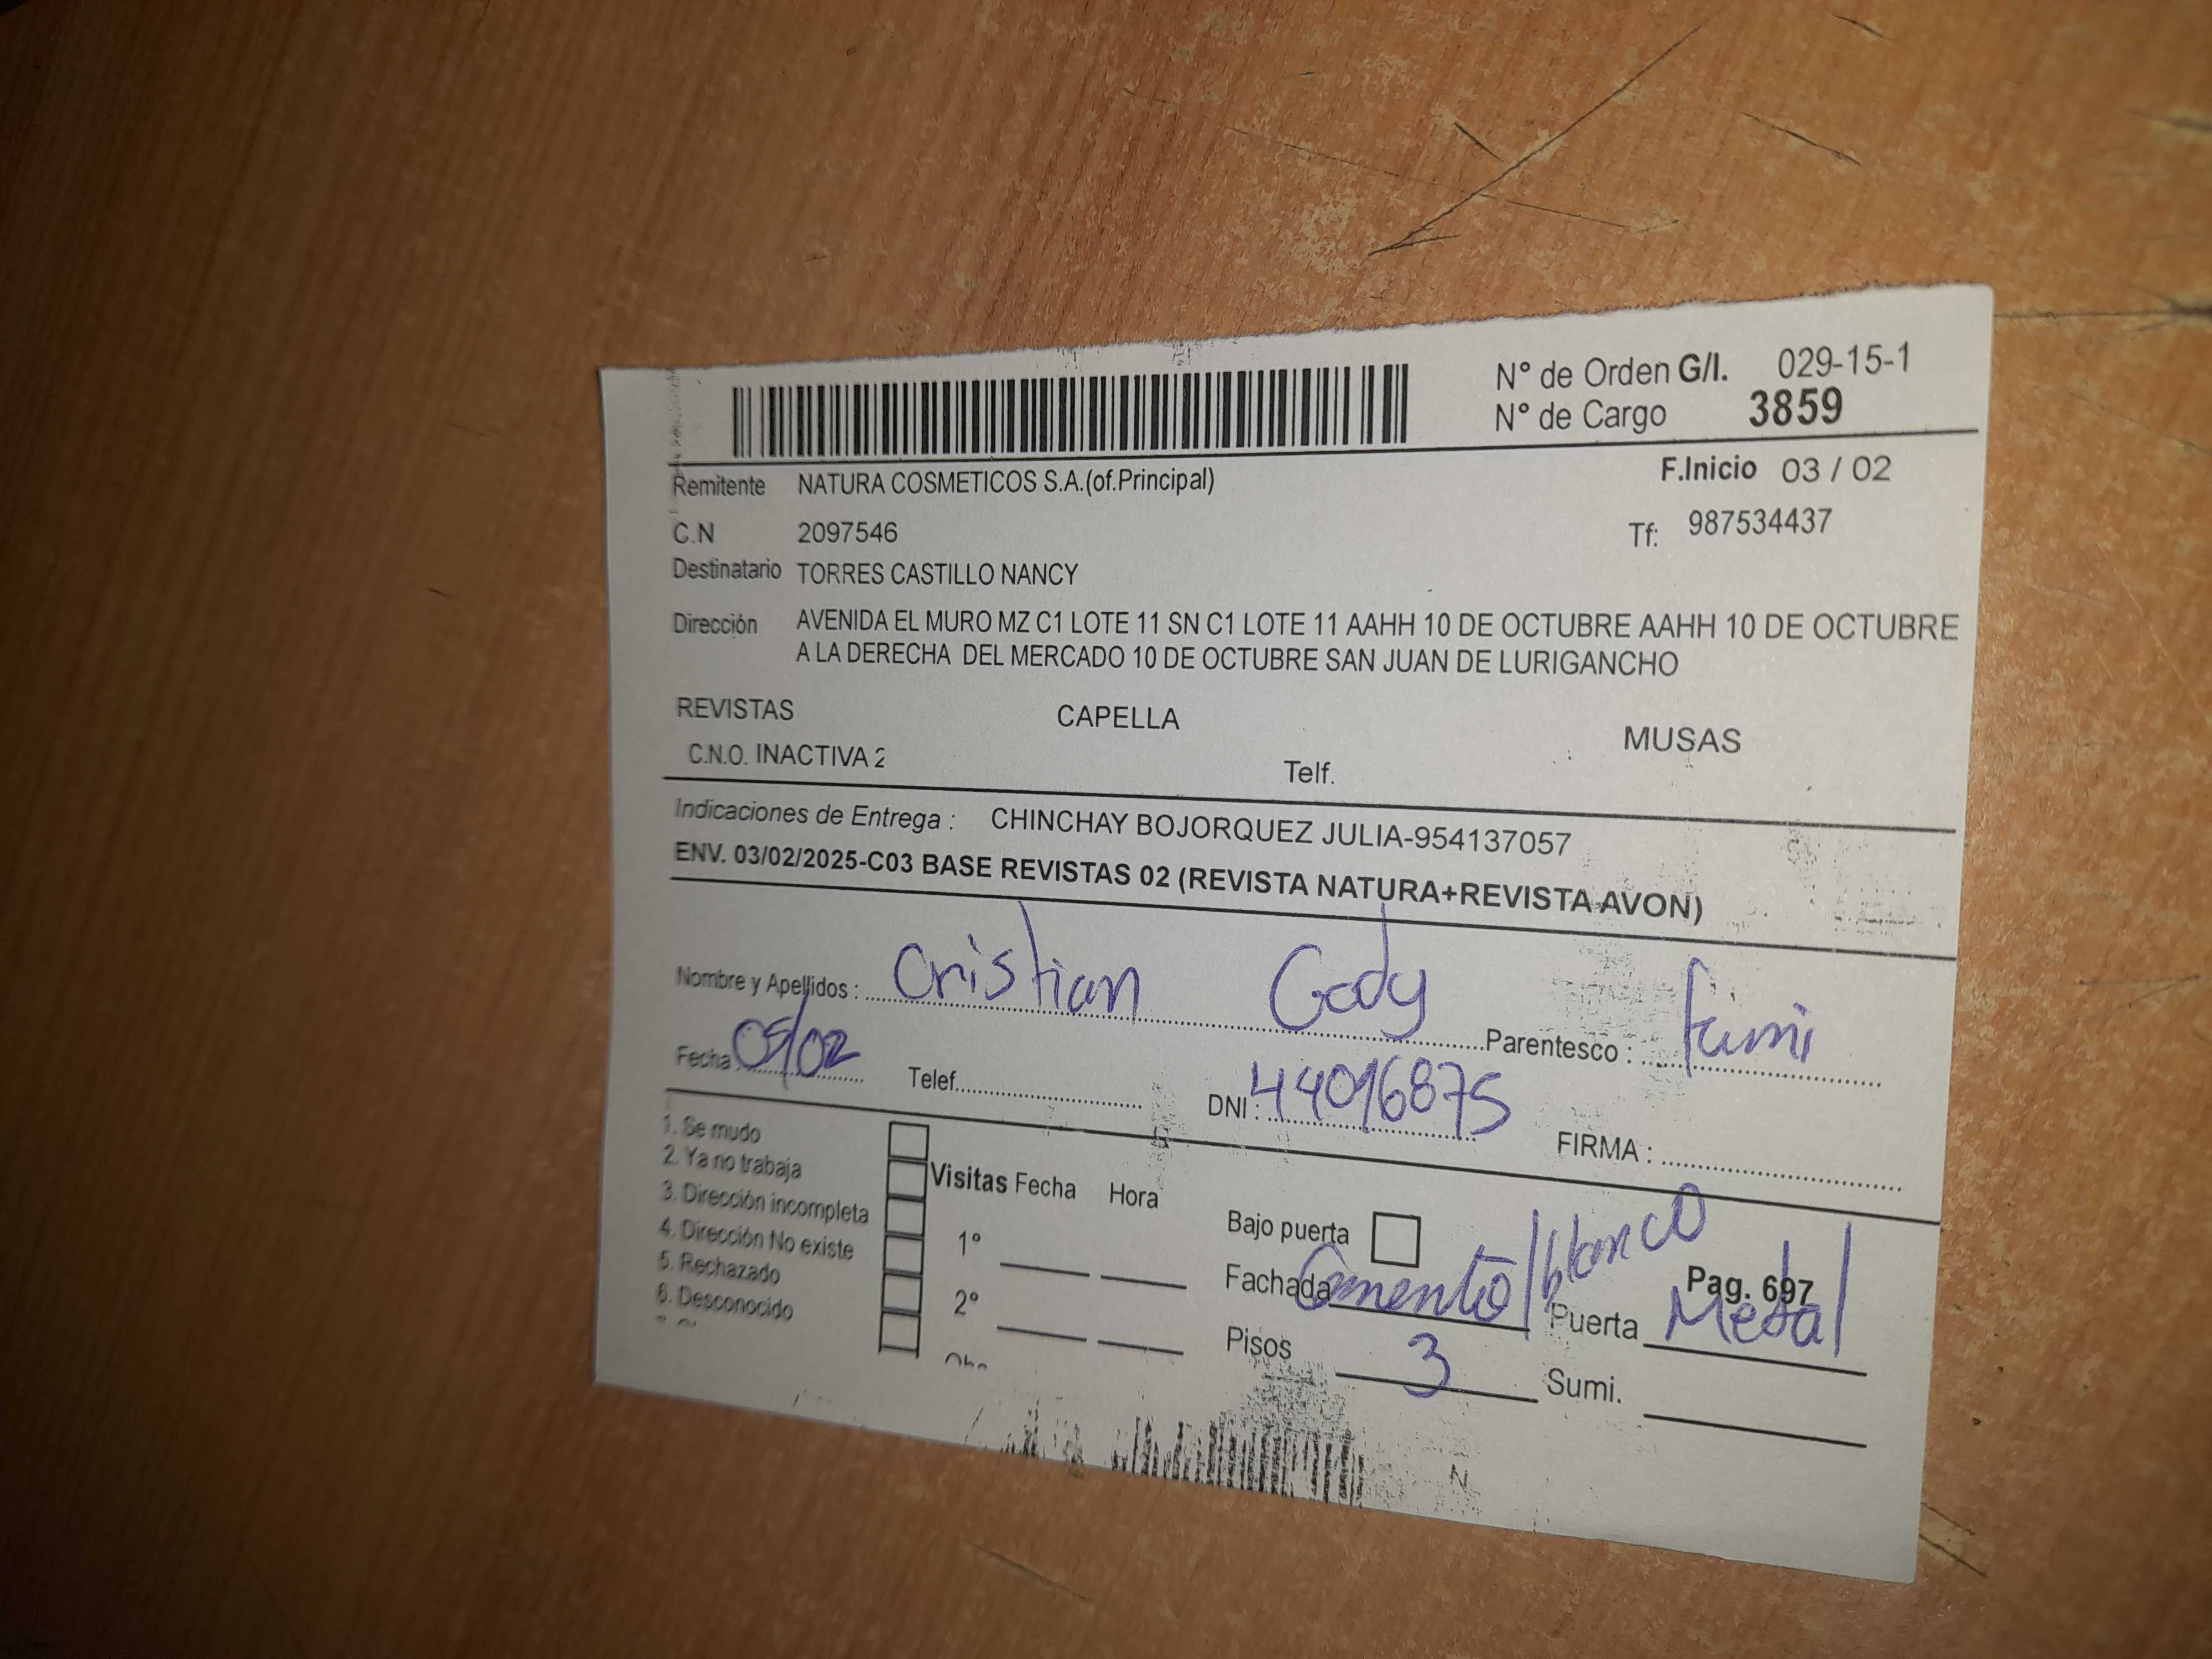 N° de Orden G/I. 029-15-1
N° de Cargo 3859
Remitente NATURA COSMETICOS S.A.(of.Principal) F.Inicio 03 / 02
C.N 2097546 Tf: 987534437
Destinatario TORRES CASTILLO NANCY
Dirección AVENIDA EL MURO MZ C1 LOTE 11 SN C1 LOTE 11 AAHH 10 DE OCTUBRE AAHH 10 DE OCTUBRE
A LA DERECHA DEL MERCADO 10 DE OCTUBRE SAN JUAN DE LURIGANCHO
REVISTAS CAPELLA MUSAS
C.N.O. INACTIVA 2 Telf.
Indicaciones de Entrega : CHINCHAY BOJORQUEZ JULIA-954137057
ENV. 03/02/2025-C03 BASE REVISTAS 02 (REVISTA NATURA+REVISTA AVON)
Nombre y Apellidos : Cristian Parentesco : fami
Fecha 05/02 Telef. DNI : 44096875 FIRMA :
1. Se mudo
2. Ya no trabaja
3. Dirección incompleta
4. Dirección No existe
5. Rechazado
6. Desconocido
Visitas Fecha Hora
1°
2°
Bajo puerta
Fachada Cemento/blanco Pag. 697
Puerta Metal
Pisos 3 Sumi.